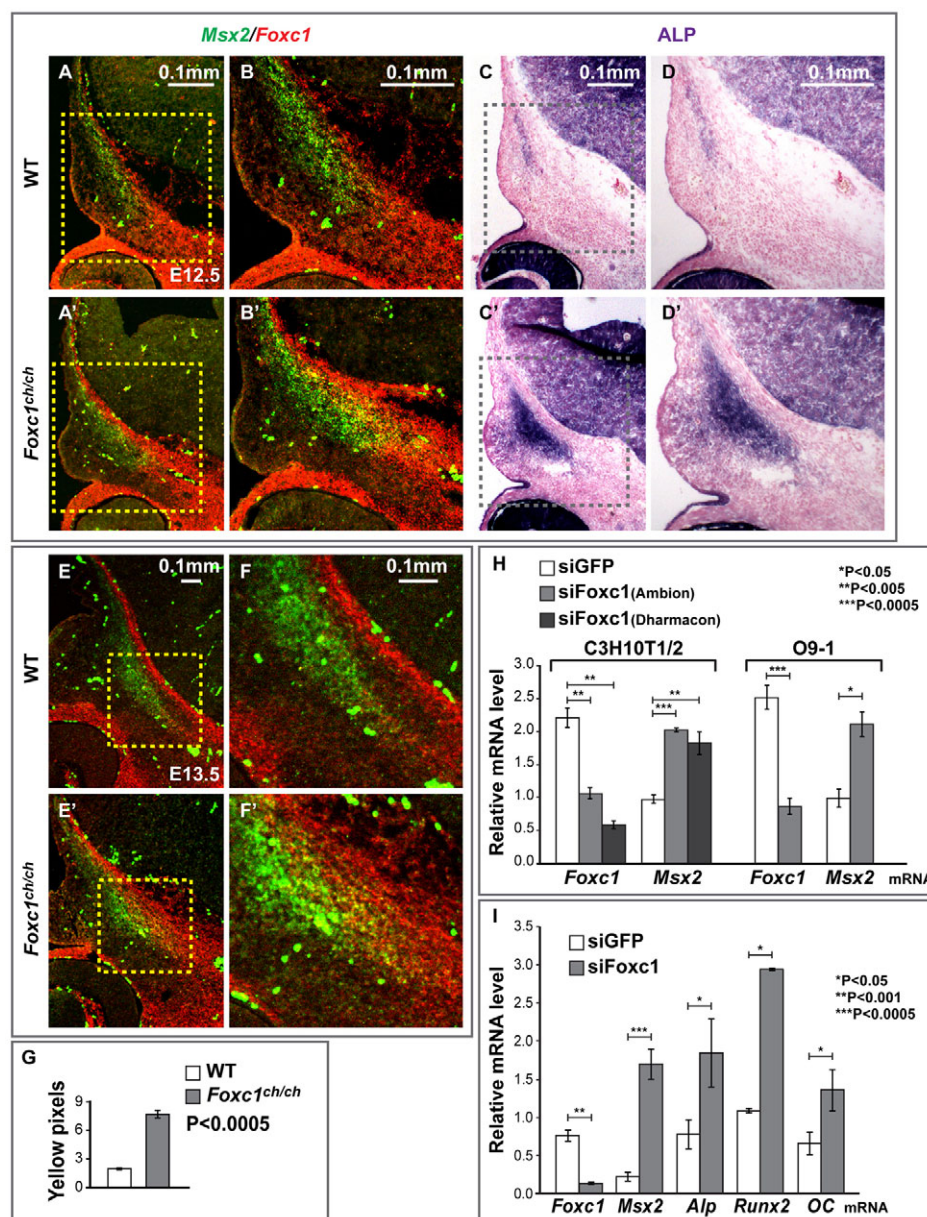 Msx2/Foxc1
ALP
A
0.1mm
B
0.1mm
C
0.1mm
D
0.1mm
WT
E12.5
A'
B'
C'
D'
Foxc1ch/ch
E
0.1mm
F
0.1mm
WT
E13.5
E'
F'
Foxc1ch/ch
G
WT
Foxc1ch/ch
P<0.0005
Yellow pixels
9
6
3
0
H
siGFP
siFoxc1(Ambion)
siFoxc1(Dharmacon)
*P<0.05
**P<0.005
***P<0.0005
C3H10T1/2
O9-1
Relative mRNA level
2.5
2.0
1.5
1.0
0.5
0.0
**
**
***
**
***
*
Foxc1 Msx2 Foxc1 Msx2 mRNA
I
siGFP
siFoxc1
*P<0.05
**P<0.001
***P<0.0005
Relative mRNA level
3.5
3.0
2.5
2.0
1.5
1.0
0.5
0.0
**
***
*
*
*
Foxc1 Msx2 Alp Runx2 OC mRNA